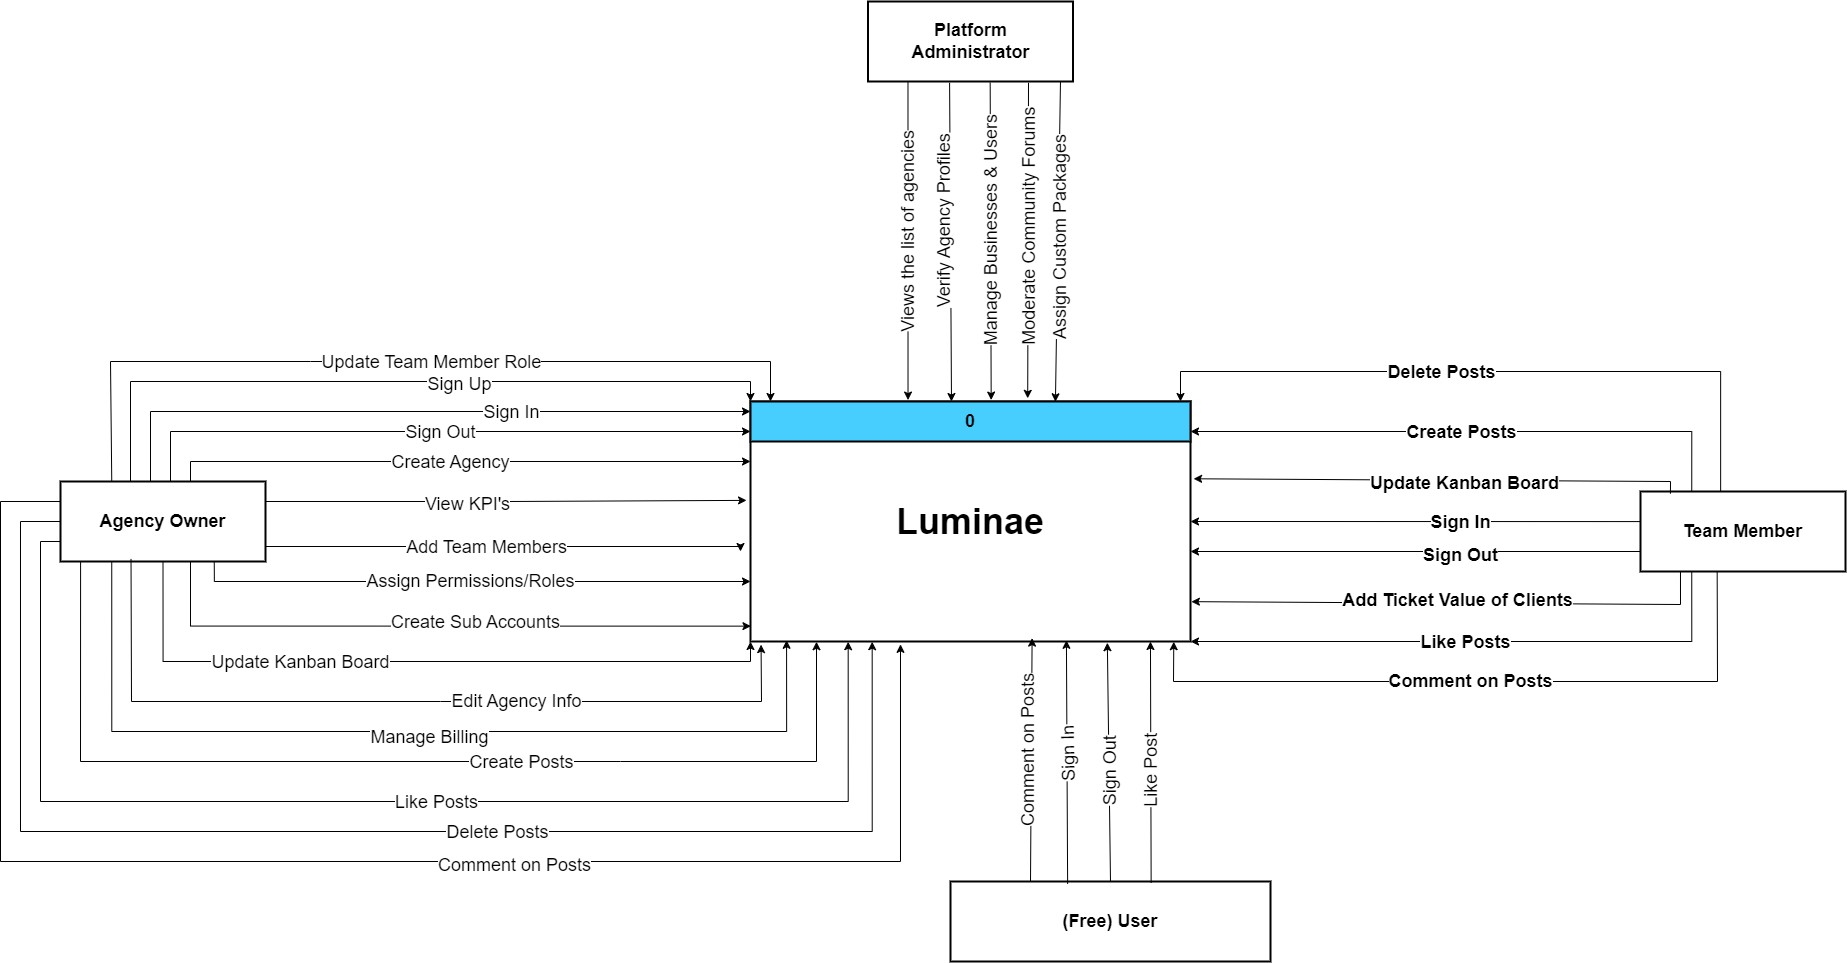 Platform
Administrator
Views the list of agencies
Verify Agency Profiles
Manage Businesses & Users
Moderate Community Forums
Assign Custom Packages
Update Team Member Role
Sign Up
Sign In
Sign Out
Create Agency
View KPI's
Add Team Members
Assign Permissions/Roles
Create Sub Accounts
Update Kanban Board
Edit Agency Info
Manage Billing
Create Posts
Like Posts
Delete Posts
Comment on Posts
Agency Owner
0
Luminae
Delete Posts
Create Posts
Update Kanban Board
Sign In
Sign Out
Add Ticket Value of Clients
Like Posts
Comment on Posts
Team Member
Comment on Posts
Sign In
Sign Out
Like Post
(Free) User